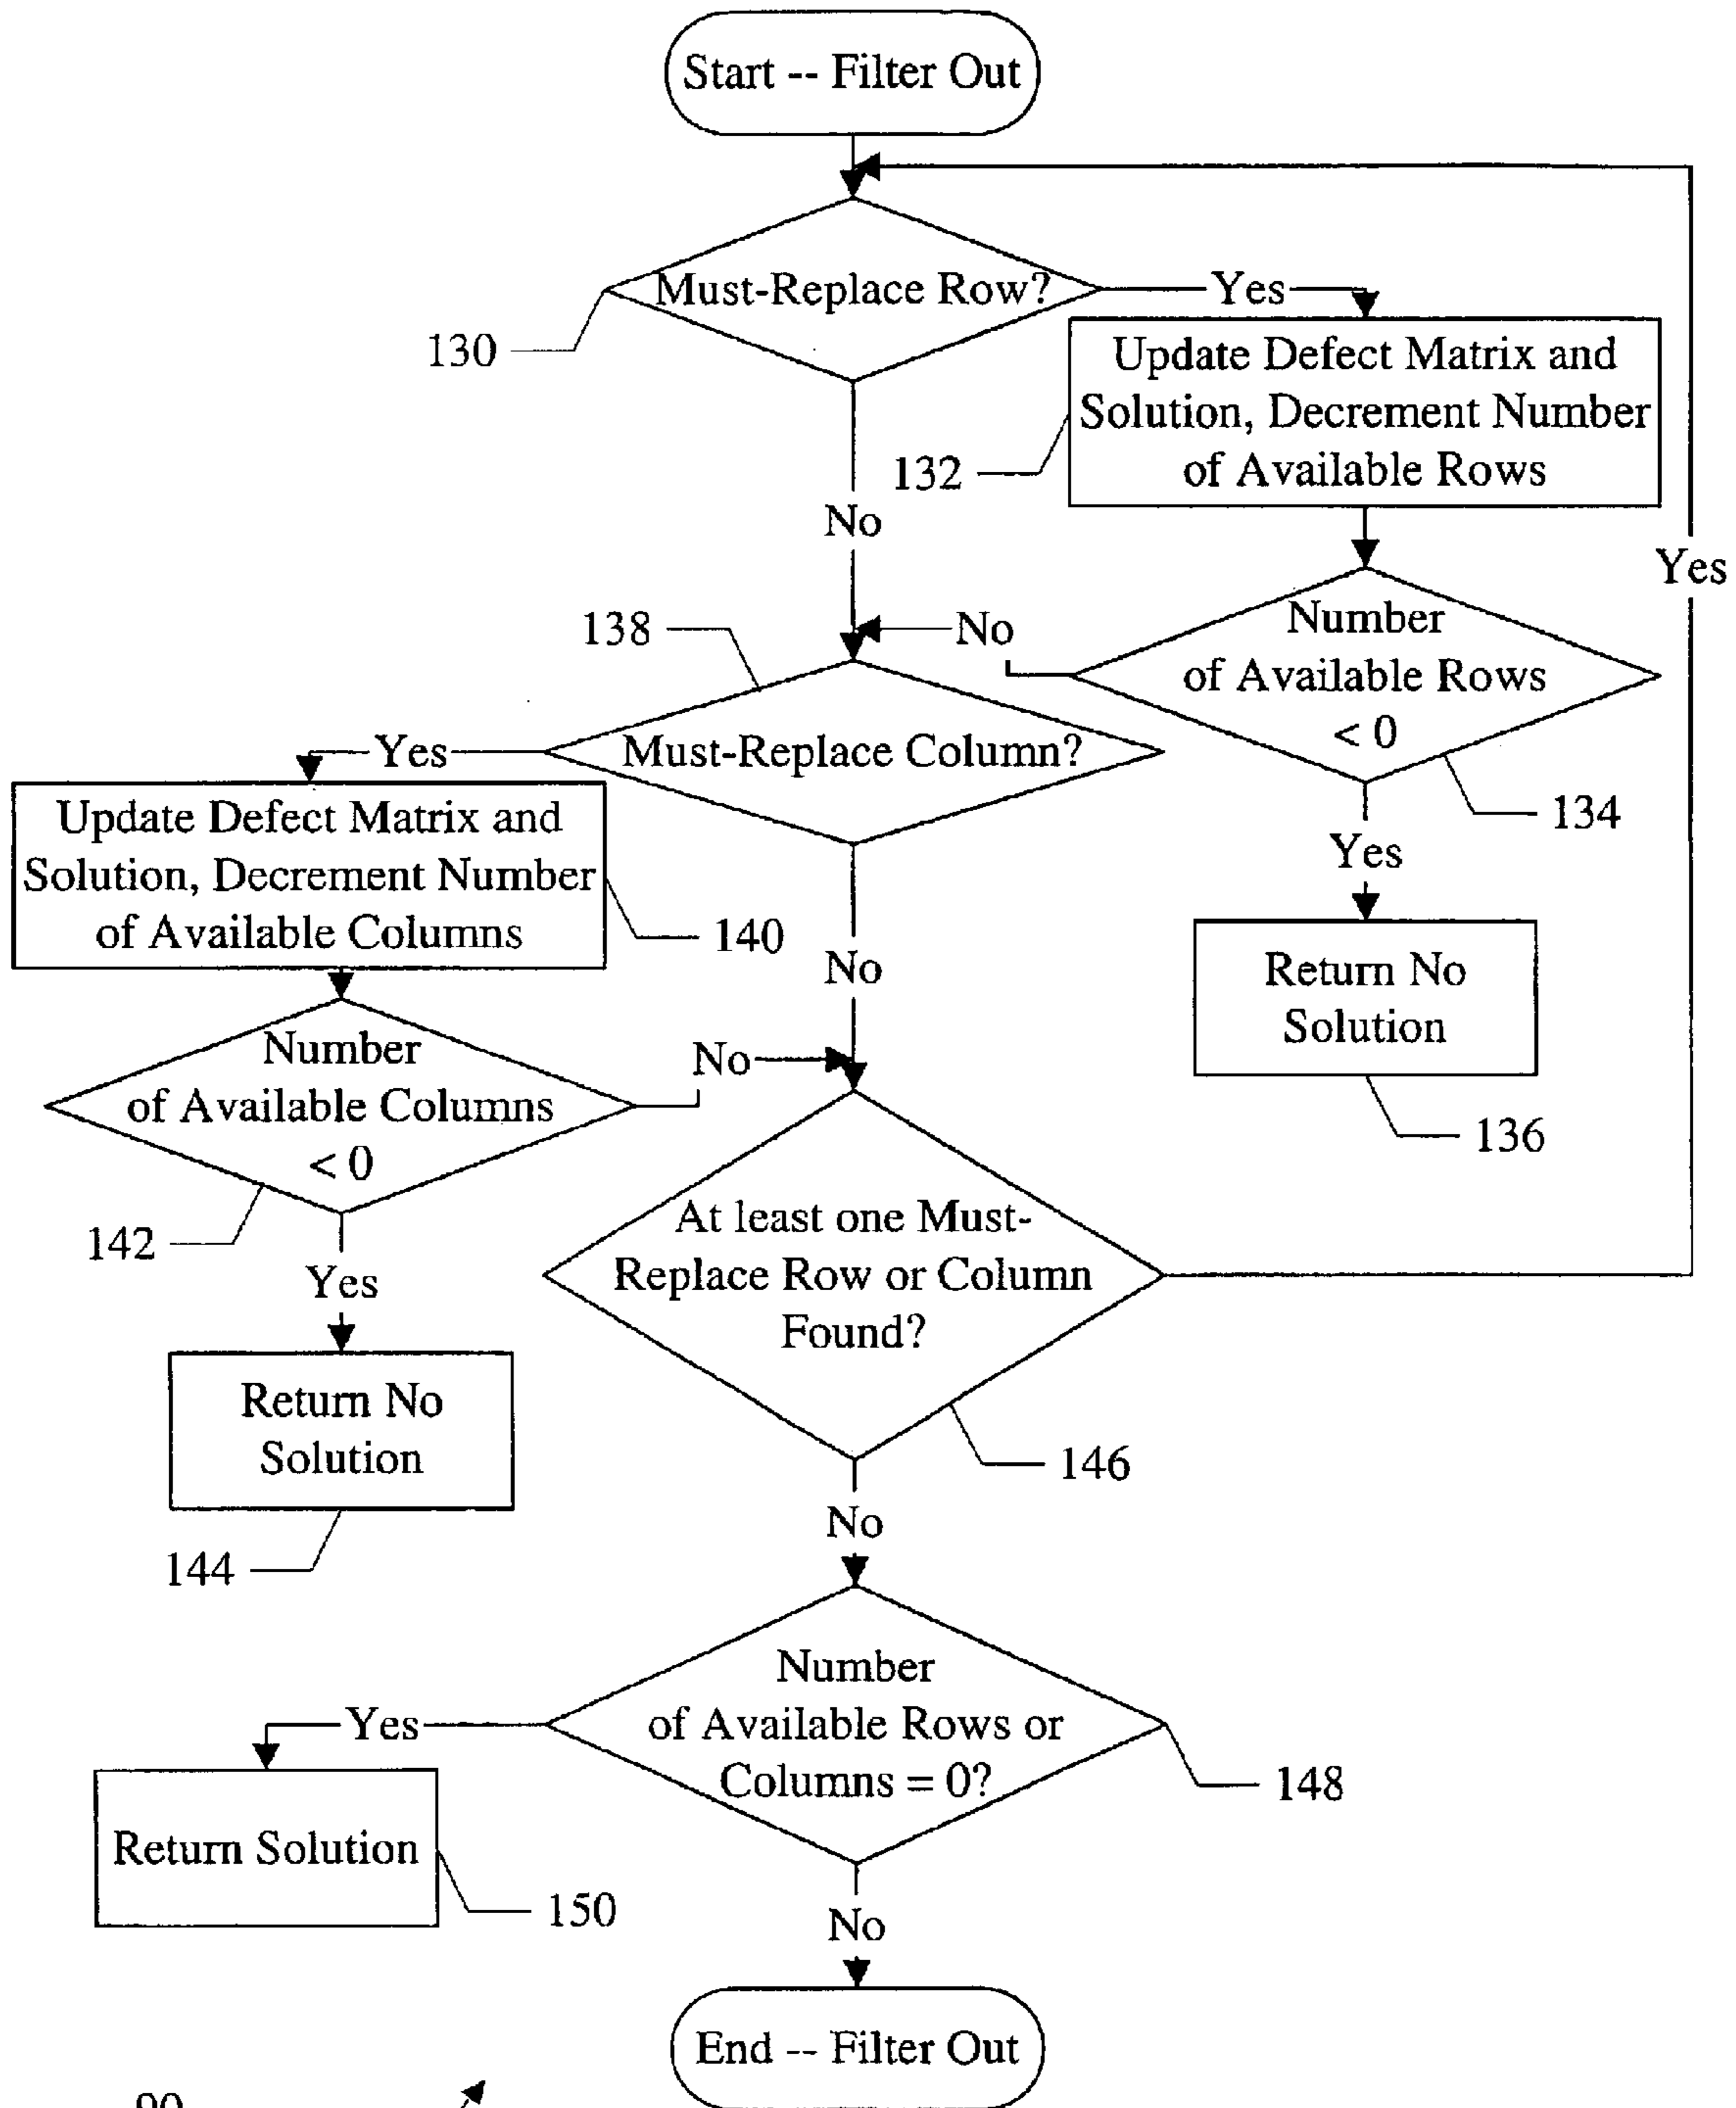 Start -- Filter Out
Must-Replace Row?
Yes
130
Update Defect Matrix and
Solution, Decrement Number
of Available Rows
132
No
Yes
138
No
Number
of Available Rows
< 0
Must-Replace Column?
Yes
134
Update Defect Matrix and
Solution, Decrement Number
of Available Columns
140
Yes
No
Return No
Solution
136
Number
of Available Columns
< 0
No
142
Yes
At least one Must-
Replace Row or Column
Found?
Return No
Solution
144
146
No
Number
of Available Rows or
Columns = 0?
Yes
148
Return Solution
150
No
End -- Filter Out